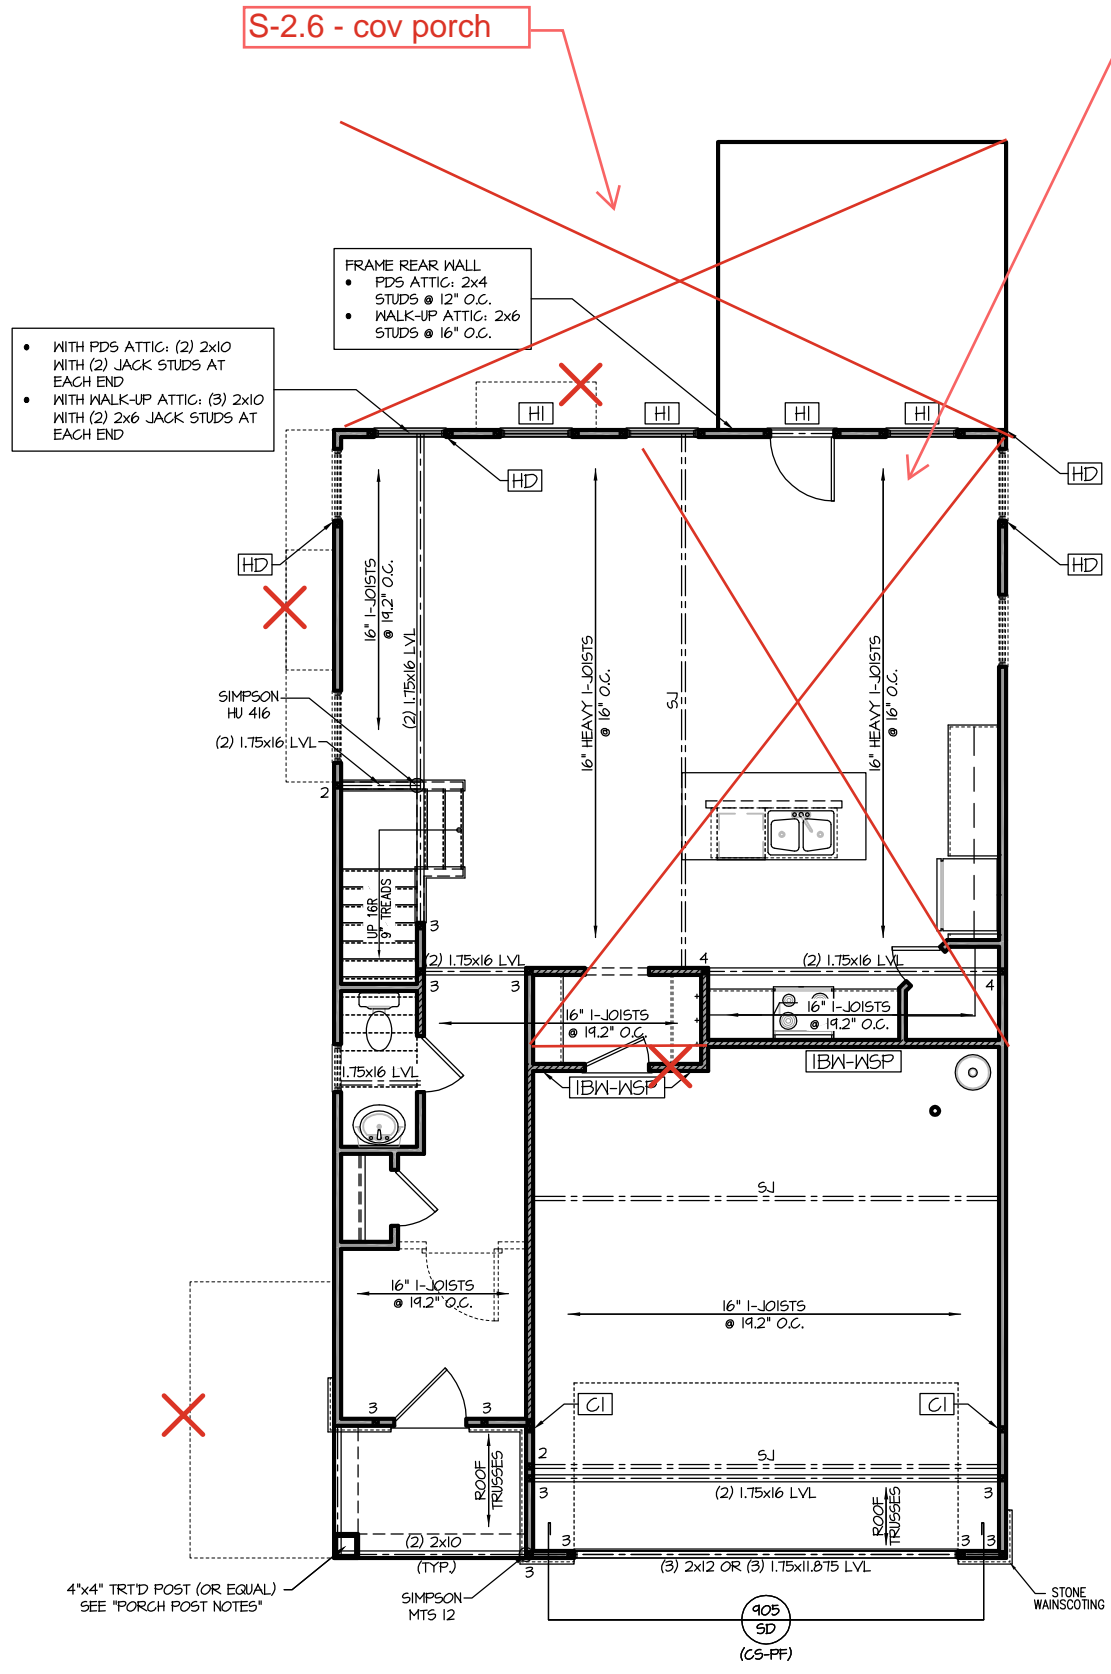 S-2.6 - cov porch
FRAME REAR WALL
• PDS ATTIC: 2x4
STUDS @ 12" O.C.
• WALK-UP ATTIC: 2x6
STUDS @ 16" O.C.
• WITH PDS ATTIC: (2) 2x10
WITH (2) JACK STUDS AT
EACH END
• WITH WALK-UP ATTIC: (3) 2x10
WITH (2) 2x6 JACK STUDS AT
EACH END
H1
H1
H1
H1
HD
HD
HD
HD
16" I-JOISTS
@ 19.2" O.C.
(2) 1.75x16 LVL
16" HEAVY I-JOISTS
@ 16" O.C.
SJ
16" HEAVY I-JOISTS
@ 16" O.C.
SIMPSON
HU 416
(2) 1.75x16 LVL
2
UP 16R
9" TREADS
3
(2) 1.75x16 LVL
3
3
4
(2) 1.75x16 LVL
4
16" I-JOISTS
@ 19.2" O.C.
16" I-JOISTS
@ 19.2" O.C.
1.75x16 LVL
IBW-WSP
IBW-WSP
SJ
16" I-JOISTS
@ 19.2" O.C.
16" I-JOISTS
@ 19.2" O.C.
3
3
C1
C1
2
SJ
3
(2) 1.75x16 LVL
3
ROOF
TRUSSES
ROOF
TRUSSES
(2) 2x10
(TYP.)
3
3
3
3
(3) 2x12 OR (3) 1.75x11.875 LVL
4"x4" TRT'D POST (OR EQUAL)
SEE "PORCH POST NOTES"
SIMPSON
MTS 12
STONE
WAINSCOTING
905
SD
(CS-PF)